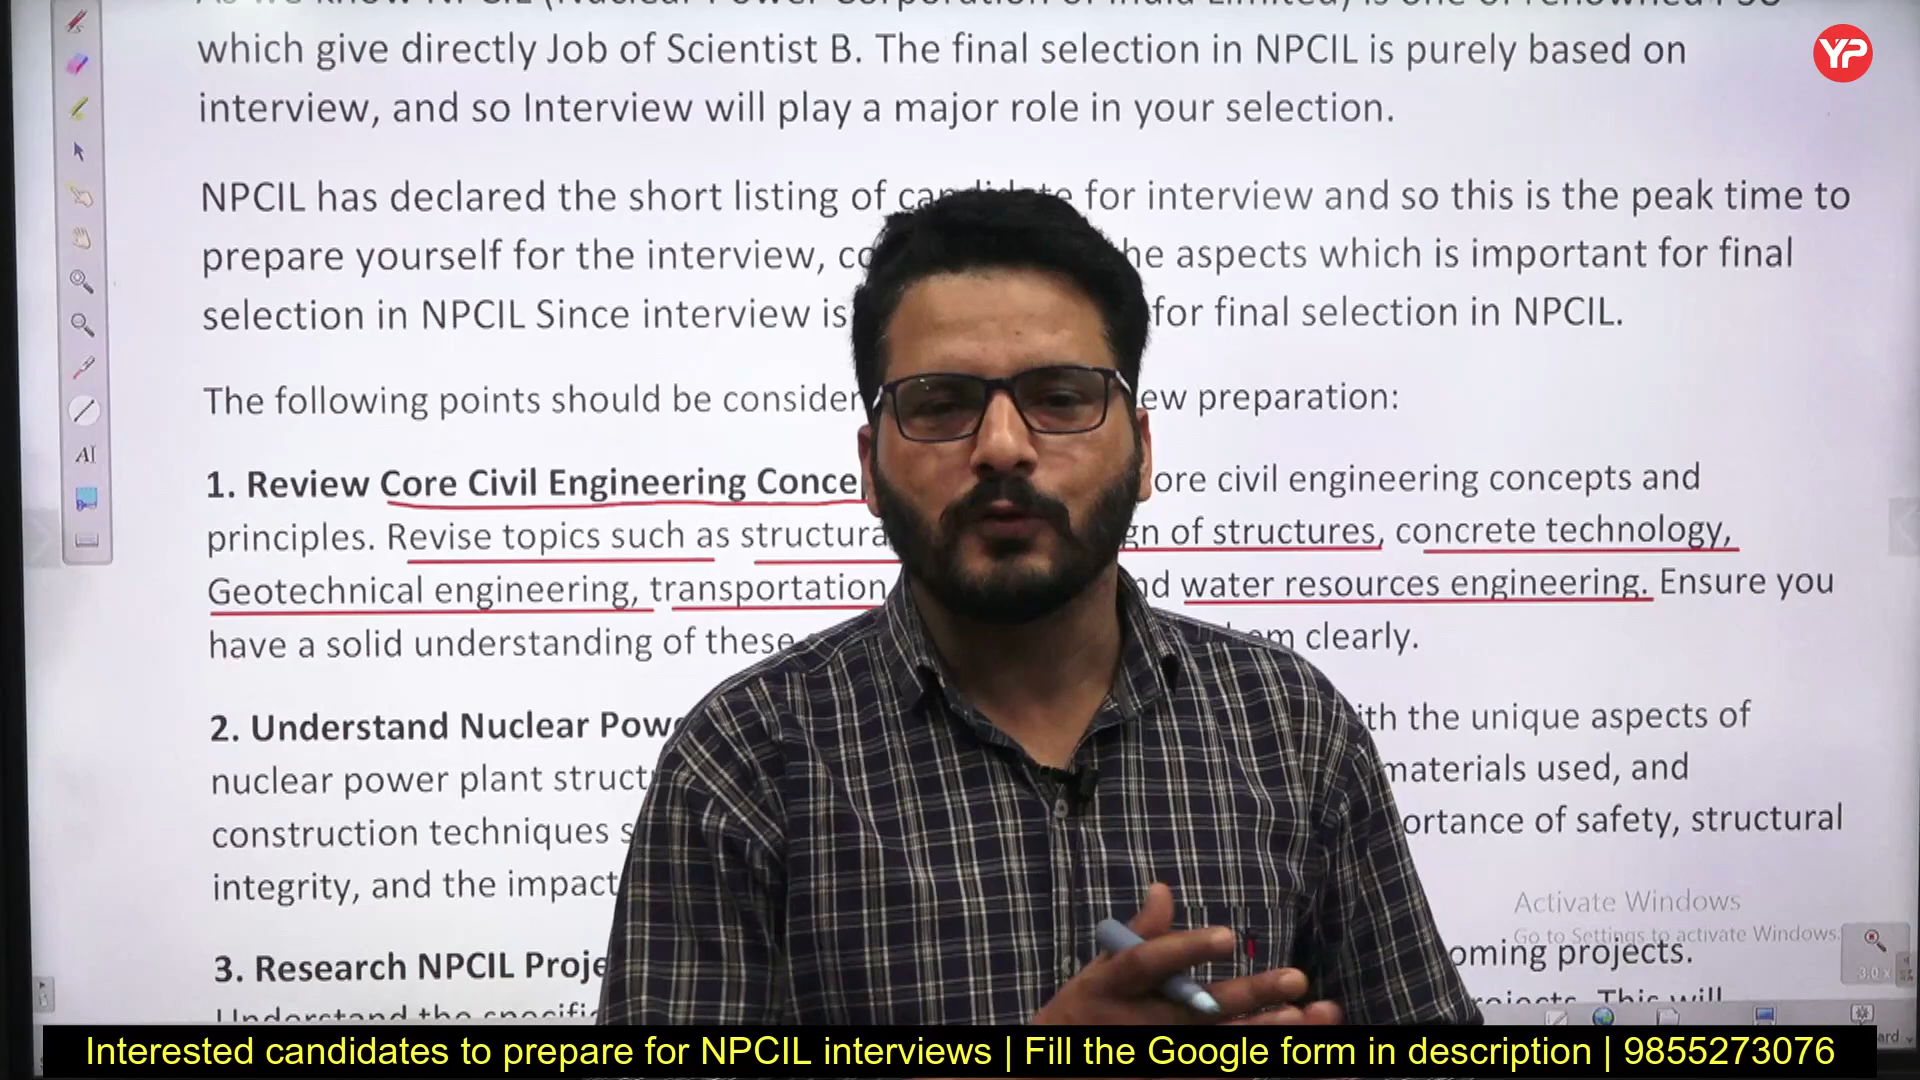 YP
which give directly Job of Scientist B. The final selection in NPCIL is purely based on
interview, and so Interview will play a major role in your selection.
NPCIL has declared the short listing of candidate for interview and so this is the peak time to
prepare yourself for the interview, he aspects which is important for final
selection in NPCIL Since interview is for final selection in NPCIL.
The following points should be consider ew preparation:
1. Review Core Civil Engineering Conce ore civil engineering concepts and
principles. Revise topics such as structura gn of structures, concrete technology,
Geotechnical engineering, transportation nd water resources engineering. Ensure you
have a solid understanding of these em clearly.
2. Understand Nuclear Pow ith the unique aspects of
nuclear power plant struct materials used, and
construction techniques s ortance of safety, structural
integrity, and the impact
Activate Windows
Go to Settings to activate Windows.
3. Research NPCIL Proje oming projects.
3.0 x
Interested candidates to prepare for NPCIL interviews | Fill the Google form in description | 9855273076